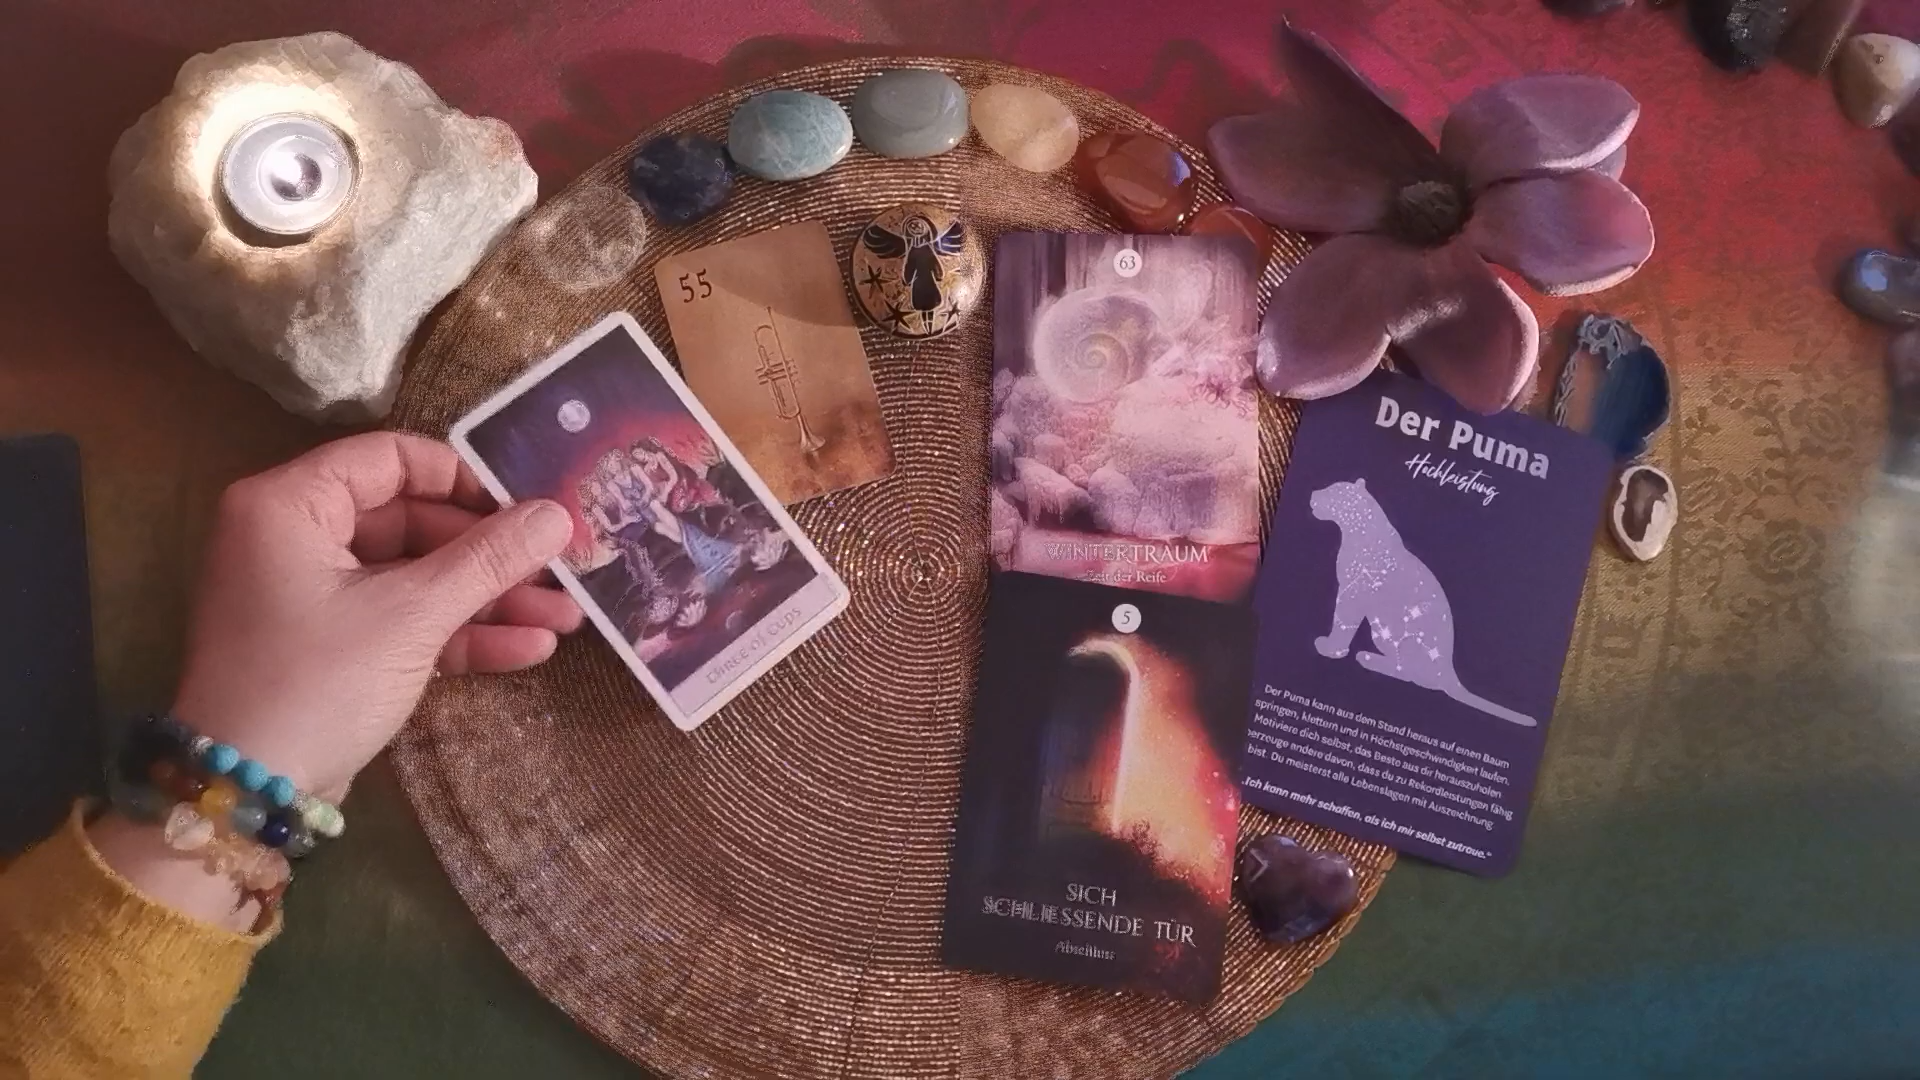 55
THREE OF CUPS
63
WINTERTRAUM
Zeit der Reife
5
SICH
SCHLIESSENDE TÜR
Abschluss
Der Puma
Hochleistung
Der Puma kann aus dem Stand heraus auf einen Baum
springen, klettern und in Höchstgeschwindigkeit laufen.
Motiviere dich selbst, das Beste aus dir herauszuholen
berzeuge andere davon, dass du zu Rekordleistungen fähig
bist. Du meisterst alle Lebenslagen mit Auszeichnung
„Ich kann mehr schaffen, als ich mir selbst zutraue.“